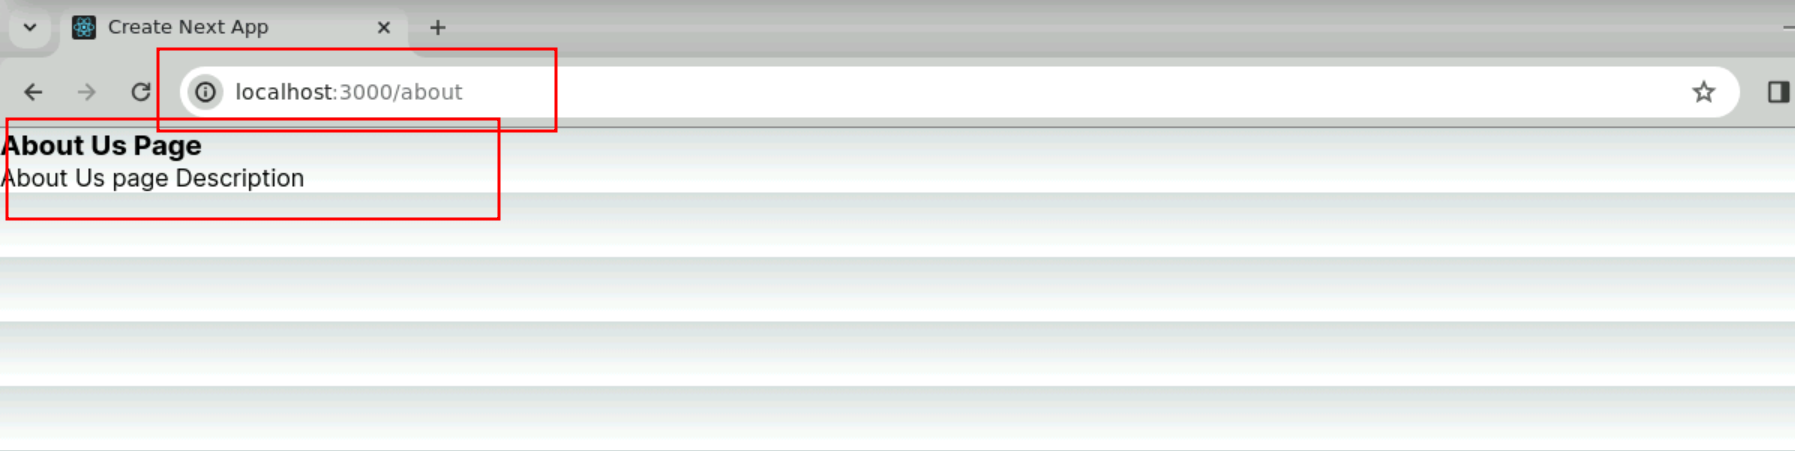 Create Next App
localhost:3000/about
About Us Page
About Us page Description